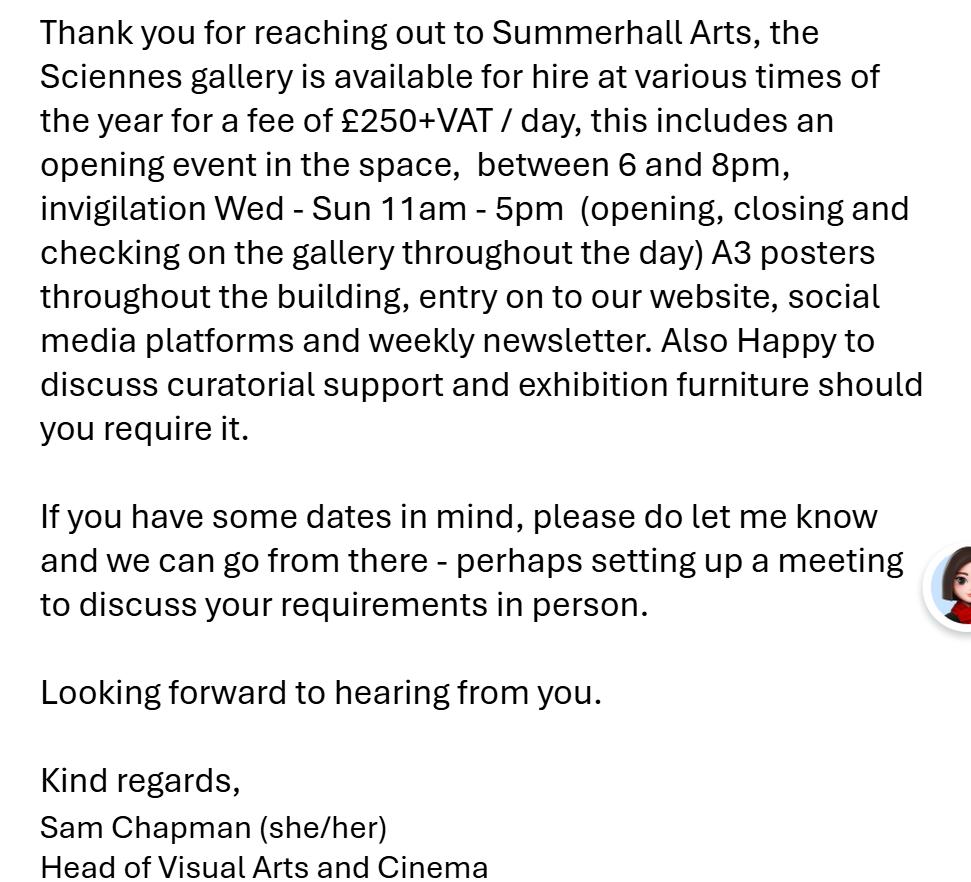 Thank you for reaching out to Summerhall Arts, the
Sciennes gallery is available for hire at various times of
the year for a fee of £250+VAT / day, this includes an
opening event in the space,  between 6 and 8pm,
invigilation Wed - Sun 11am - 5pm  (opening, closing and
checking on the gallery throughout the day) A3 posters
throughout the building, entry on to our website, social
media platforms and weekly newsletter. Also Happy to
discuss curatorial support and exhibition furniture should
you require it.
If you have some dates in mind, please do let me know
and we can go from there - perhaps setting up a meeting
to discuss your requirements in person.
Looking forward to hearing from you.
Kind regards,
Sam Chapman (she/her)
Head of Visual Arts and Cinema